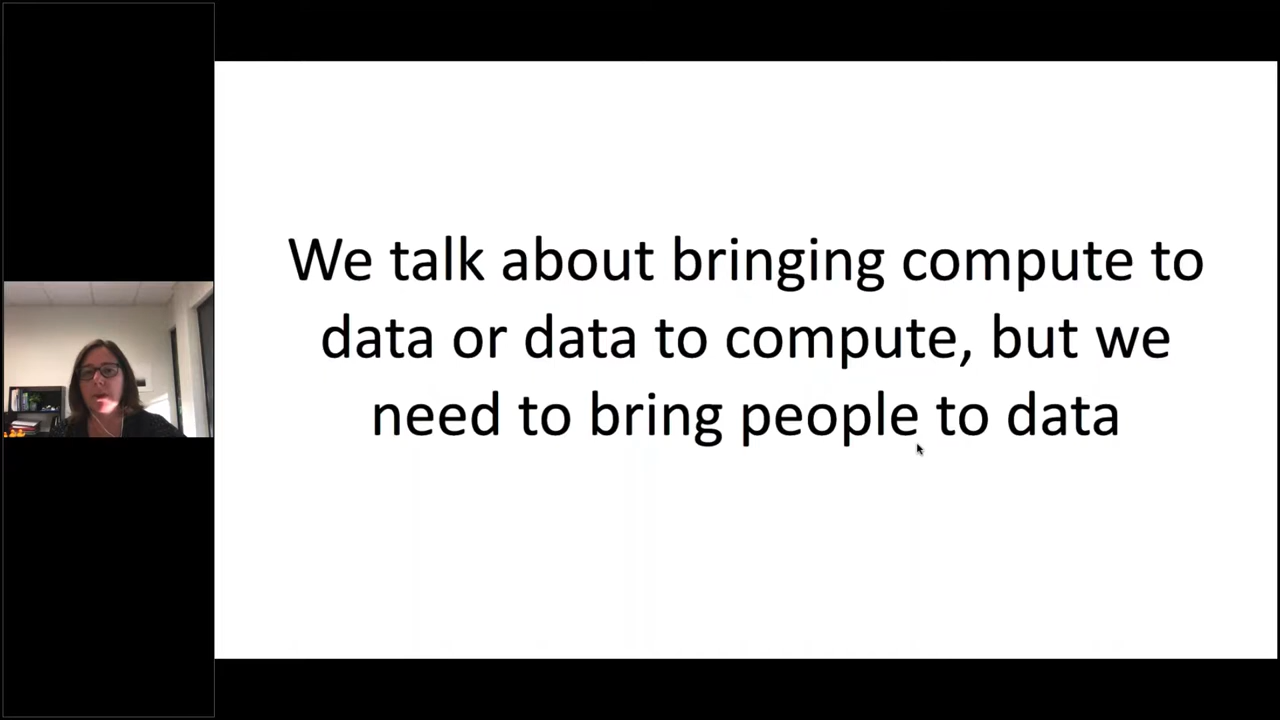 We talk about bringing compute to
data or data to compute, but we
need to bring people to data